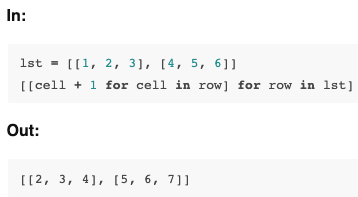 In:
lst = [[1, 2, 3], [4, 5, 6]]
[[cell + 1 for cell in row] for row in lst]
Out:
[[2, 3, 4], [5, 6, 7]]